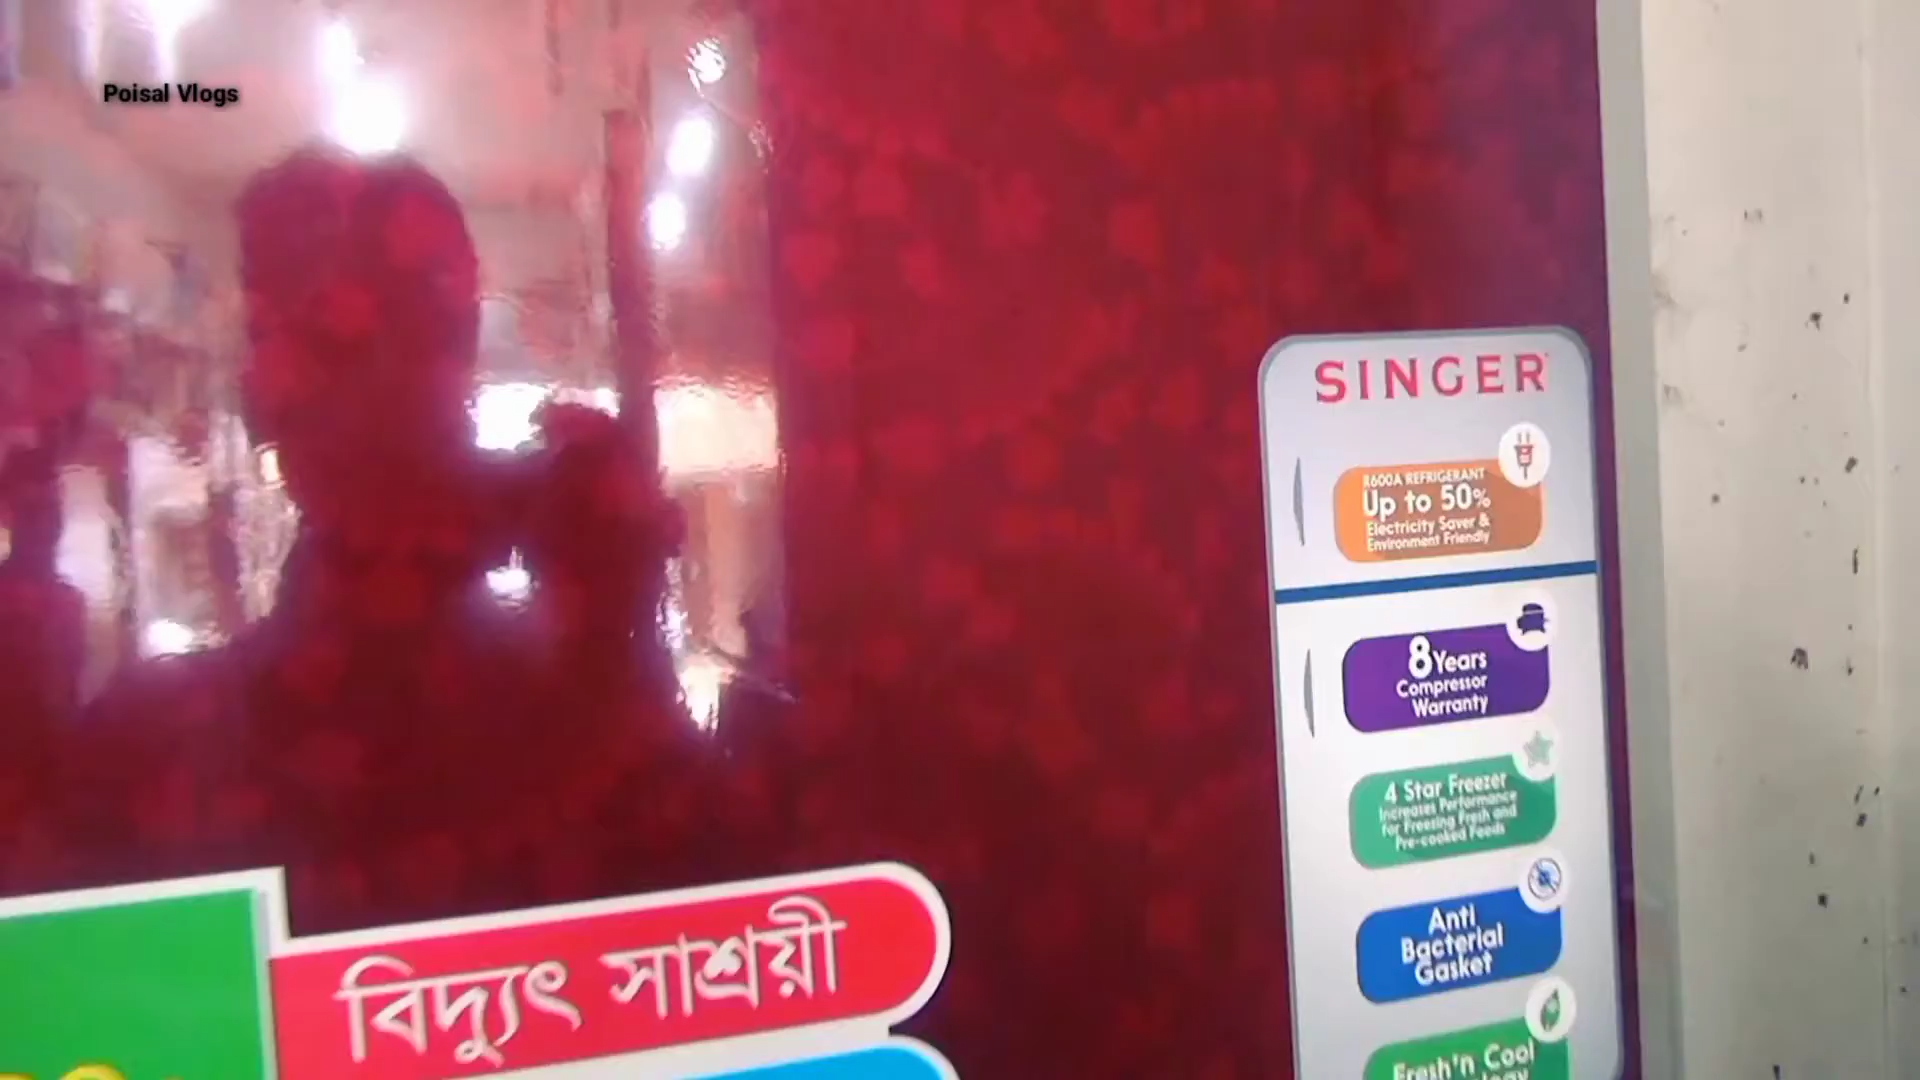 Poisal Vlogs
SINGER
R600A REFRIGERANT
Up to 50%
Electricity Saver &
Environment Friendly
8 Years
Compressor
Warranty
4 Star Freezer
Increases Performance
for Freezing Fresh and
Pre-cooked Foods
Anti
Bacterial
Gasket
Fresh'n Cool
বিদ্যুৎ সাশ্রয়ী